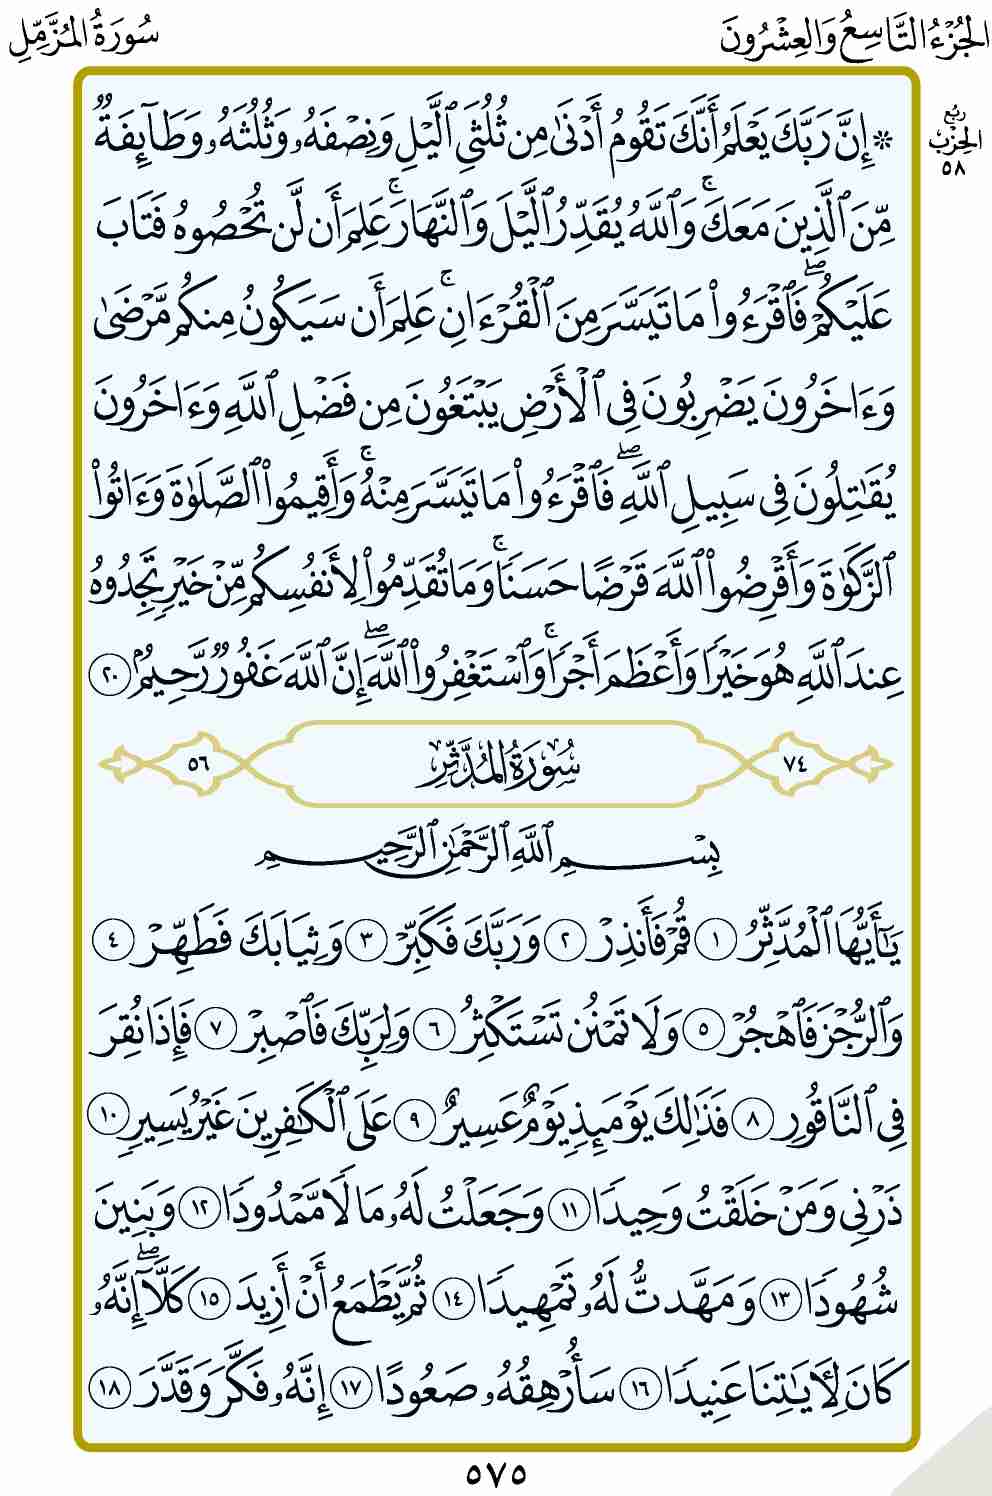 الجُزْءُ التَّاسِعُ وَالعِشْرُونَ
سُورَةُ المُزَّمِّلِ
رُبْع
الحِزْب
٥٨
۞ إِنَّ رَبَّكَ يَعْلَمُ أَنَّكَ تَقُومُ أَدْنَىٰ مِن ثُلُثَىِ ٱلَّيْلِ وَنِصْفَهُۥ وَثُلُثَهُۥ وَطَآئِفَةٌ
مِّنَ ٱلَّذِينَ مَعَكَۚ وَٱللَّهُ يُقَدِّرُ ٱلَّيْلَ وَٱلنَّهَارَۚ عَلِمَ أَن لَّن تُحْصُوهُ فَتَابَ
عَلَيْكُمْۖ فَٱقْرَءُوا۟ مَا تَيَسَّرَ مِنَ ٱلْقُرْءَانِۚ عَلِمَ أَن سَيَكُونُ مِنكُم مَّرْضَىٰ
وَءَاخَرُونَ يَضْرِبُونَ فِى ٱلْأَرْضِ يَبْتَغُونَ مِن فَضْلِ ٱللَّهِ وَءَاخَرُونَ
يُقَٰتِلُونَ فِى سَبِيلِ ٱللَّهِۖ فَٱقْرَءُوا۟ مَا تَيَسَّرَ مِنْهُۚ وَأَقِيمُوا۟ ٱلصَّلَوٰةَ وَءَاتُوا۟
ٱلزَّكَوٰةَ وَأَقْرِضُوا۟ ٱللَّهَ قَرْضًا حَسَنًاۚ وَمَا تُقَدِّمُوا۟ لِأَنفُسِكُم مِّنْ خَيْرٍ تَجِدُوهُ
عِندَ ٱللَّهِ هُوَ خَيْرًا وَأَعْظَمَ أَجْرًاۚ وَٱسْتَغْفِرُوا۟ ٱللَّهَۖ إِنَّ ٱللَّهَ غَفُورٌ رَّحِيمٌۢ ٢٠
٧٤ سُورَةُ المُدَّثِّرِ ٥٦
بِسْمِ ٱللَّهِ ٱلرَّحْمَٰنِ ٱلرَّحِيمِ
يَٰٓأَيُّهَا ٱلْمُدَّثِّرُ ١ قُمْ فَأَنذِرْ ٢ وَرَبَّكَ فَكَبِّرْ ٣ وَثِيَابَكَ فَطَهِّرْ ٤
وَٱلرُّجْزَ فَٱهْجُرْ ٥ وَلَا تَمْنُن تَسْتَكْثِرُ ٦ وَلِرَبِّكَ فَٱصْبِرْ ٧ فَإِذَا نُقِرَ
فِى ٱلنَّاقُورِ ٨ فَذَٰلِكَ يَوْمَئِذٍ يَوْمٌ عَسِيرٌ ٩ عَلَى ٱلْكَٰفِرِينَ غَيْرُ يَسِيرٍ ١٠
ذَرْنِى وَمَنْ خَلَقْتُ وَحِيدًا ١١ وَجَعَلْتُ لَهُۥ مَالًا مَّمْدُودًا ١٢ وَبَنِينَ
شُهُودًا ١٣ وَمَهَّدتُّ لَهُۥ تَمْهِيدًا ١٤ ثُمَّ يَطْمَعُ أَنْ أَزِيدَ ١٥ كَلَّآۖ إِنَّهُۥ
كَانَ لِءَايَٰتِنَا عَنِيدًا ١٦ سَأُرْهِقُهُۥ صَعُودًا ١٧ إِنَّهُۥ فَكَّرَ وَقَدَّرَ ١٨
٥٧٥